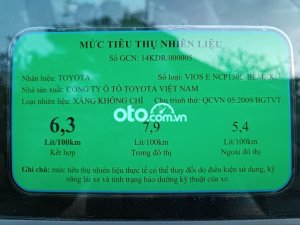 MỨC TIÊU THỤ NHIÊN LIỆU
Số GCN: 14KDR/000005
Nhãn hiệu: TOYOTA Số loại: VIOS E NCP150L-BEMRKU
Nhà sản xuất: CÔNG TY Ô TÔ TOYOTA VIỆT NAM
Loại nhiên liệu: XĂNG KHÔNG CHÌ Chu trình thử: QCVN 05:2009/BGTVT
6,3 7,9 5,4
Lít/100km Lít/100km Lít/100km
Kết hợp Trong đô thị Ngoài đô thị
Ghi chú: mức tiêu thụ nhiên liệu thực tế có thể thay đổi do điều kiện sử dụng, kỹ
năng lái xe và tình trạng bảo dưỡng kỹ thuật của xe.
oto.com.vn